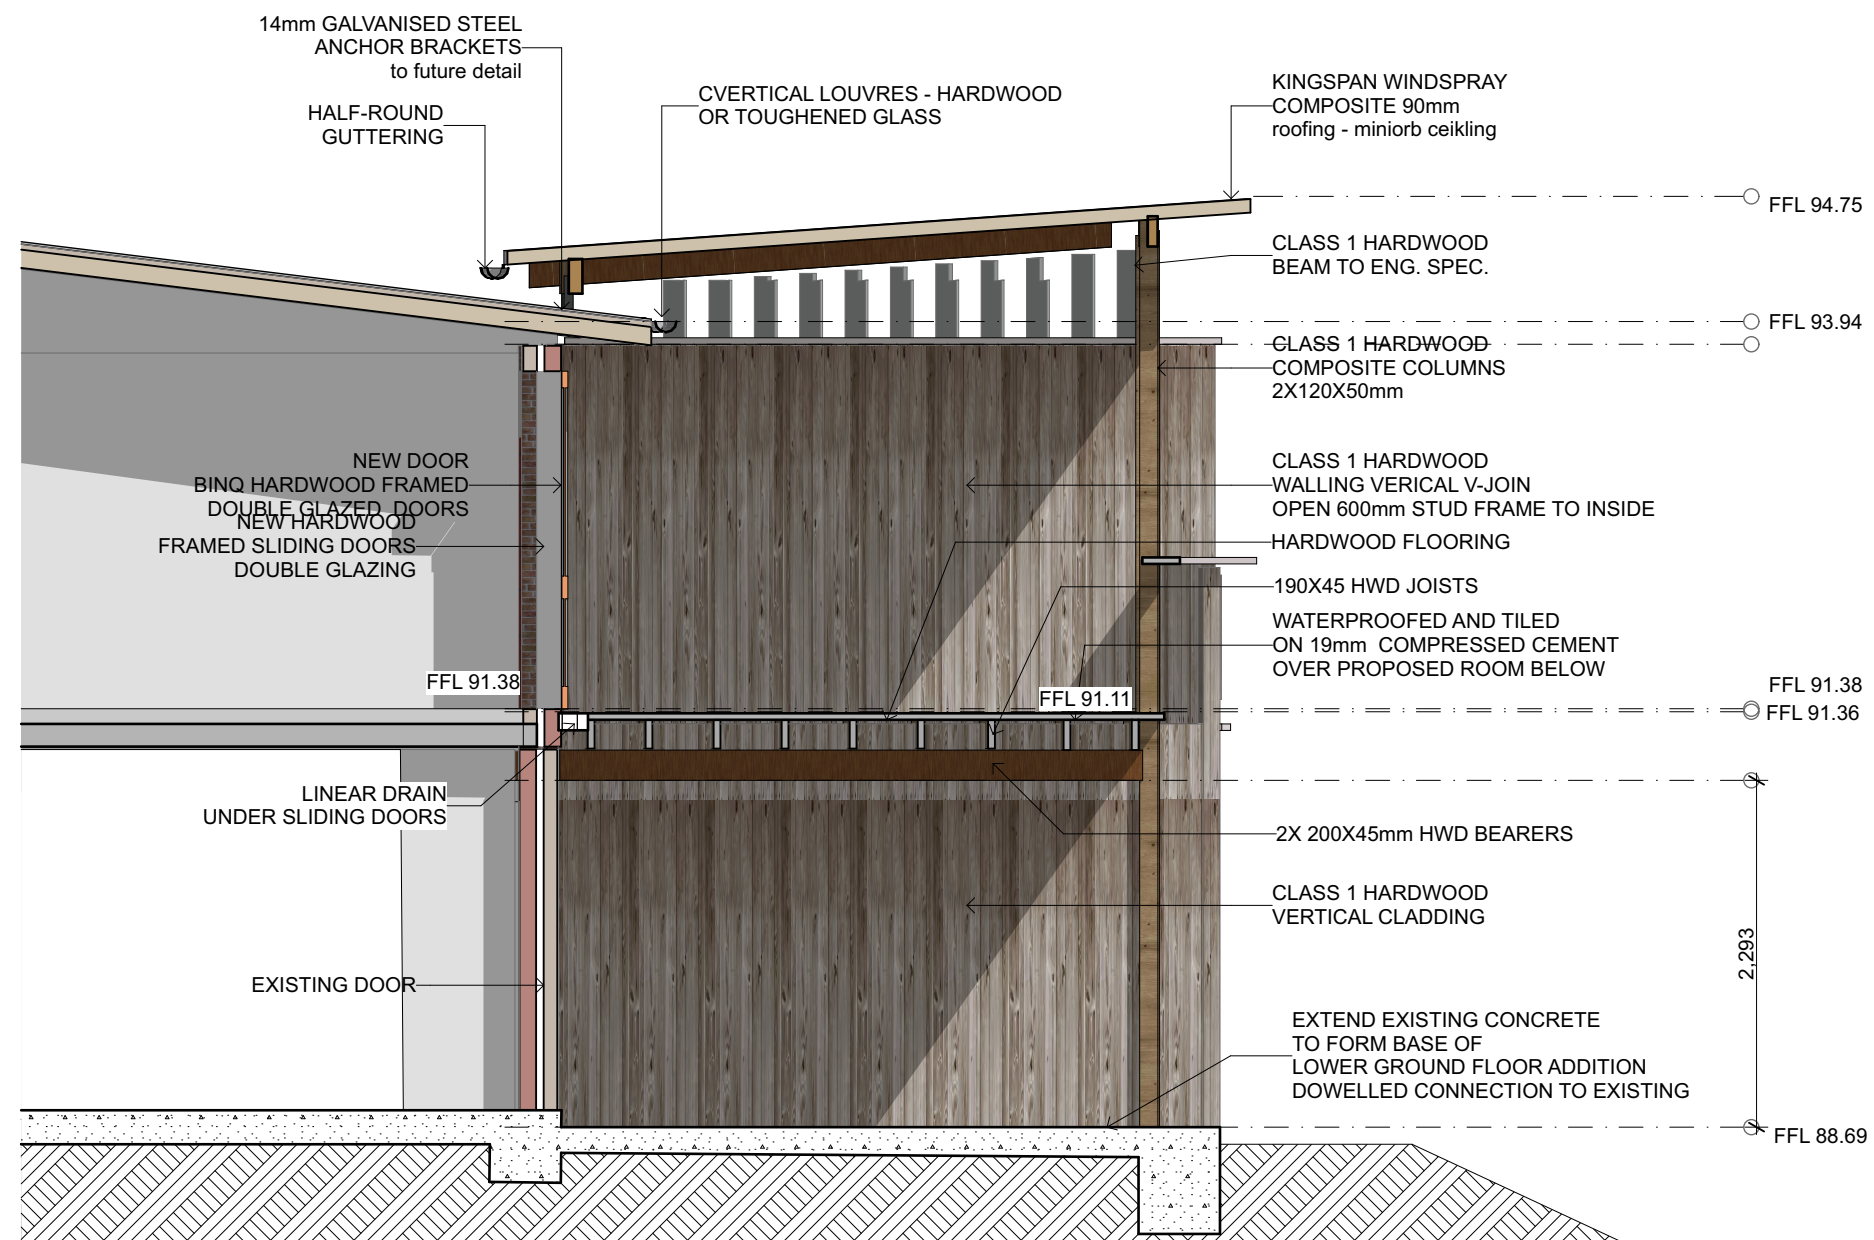 14mm GALVANISED STEEL
ANCHOR BRACKETS
to future detail
HALF-ROUND
GUTTERING
CVERTICAL LOUVRES - HARDWOOD
OR TOUGHENED GLASS
KINGSPAN WINDSPRAY
COMPOSITE 90mm
roofing - miniorb ceikling
FFL 94.75
CLASS 1 HARDWOOD
BEAM TO ENG. SPEC.
FFL 93.94
CLASS 1 HARDWOOD
COMPOSITE COLUMNS
2X120X50mm
NEW DOOR
BINQ HARDWOOD FRAMED
DOUBLE GLAZED DOORS
NEW HARDWOOD
FRAMED SLIDING DOORS
DOUBLE GLAZING
CLASS 1 HARDWOOD
WALLING VERICAL V-JOIN
OPEN 600mm STUD FRAME TO INSIDE
HARDWOOD FLOORING
190X45 HWD JOISTS
WATERPROOFED AND TILED
ON 19mm COMPRESSED CEMENT
OVER PROPOSED ROOM BELOW
FFL 91.38
FFL 91.11
FFL 91.38
FFL 91.36
LINEAR DRAIN
UNDER SLIDING DOORS
2X 200X45mm HWD BEARERS
CLASS 1 HARDWOOD
VERTICAL CLADDING
2,293
EXISTING DOOR
EXTEND EXISTING CONCRETE
TO FORM BASE OF
LOWER GROUND FLOOR ADDITION
DOWELLED CONNECTION TO EXISTING
FFL 88.69